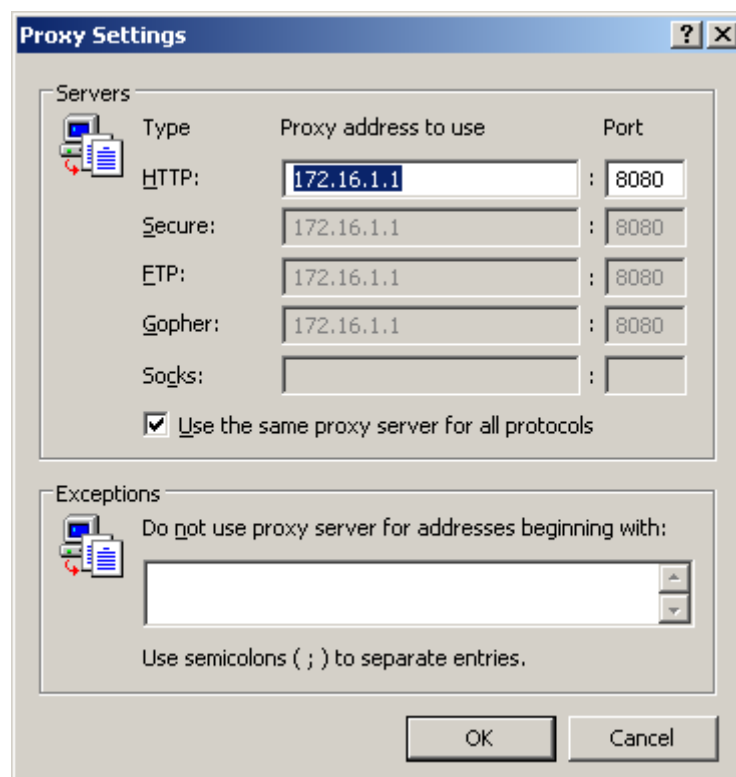 Proxy Settings
Servers
Type Proxy address to use Port
HTTP: 172.16.1.1 : 8080
Secure: 172.16.1.1 : 8080
FTP: 172.16.1.1 : 8080
Gopher: 172.16.1.1 : 8080
Socks: :
Use the same proxy server for all protocols
Exceptions
Do not use proxy server for addresses beginning with:
Use semicolons ( ; ) to separate entries.
OK Cancel